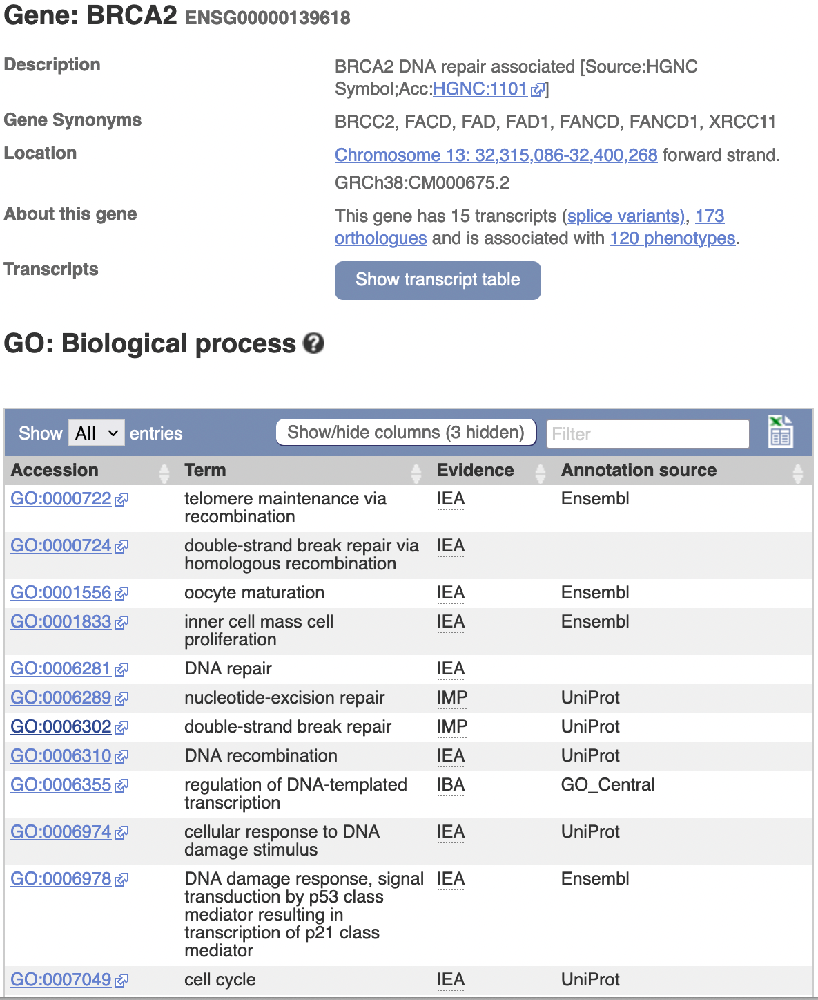 Gene: BRCA2 ENSG00000139618
Description
BRCA2 DNA repair associated [Source:HGNC
Symbol;Acc:HGNC:1101]
Gene Synonyms
BRCC2, FACD, FAD, FAD1, FANCD, FANCD1, XRCC11
Location
Chromosome 13: 32,315,086-32,400,268 forward strand.
GRCh38:CM000675.2
About this gene
This gene has 15 transcripts (splice variants), 173
orthologues and is associated with 120 phenotypes.
Transcripts
Show transcript table
GO: Biological process ?
Show All entries Show/hide columns (3 hidden) Filter
Accession Term Evidence Annotation source
GO:0000722 telomere maintenance via IEA Ensembl
recombination
GO:0000724 double-strand break repair via IEA
homologous recombination
GO:0001556 oocyte maturation IEA Ensembl
GO:0001833 inner cell mass cell IEA Ensembl
proliferation
GO:0006281 DNA repair IEA
GO:0006289 nucleotide-excision repair IMP UniProt
GO:0006302 double-strand break repair IMP UniProt
GO:0006310 DNA recombination IEA UniProt
GO:0006355 regulation of DNA-templated IBA GO_Central
transcription
GO:0006974 cellular response to DNA IEA UniProt
damage stimulus
GO:0006978 DNA damage response, signal IEA Ensembl
transduction by p53 class
mediator resulting in
transcription of p21 class
mediator
GO:0007049 cell cycle IEA UniProt